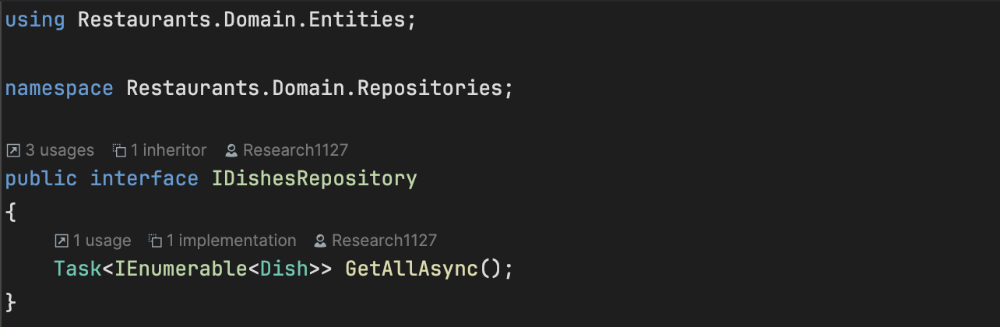 using Restaurants.Domain.Entities;
namespace Restaurants.Domain.Repositories;
3 usages 1 inheritor Research1127
public interface IDishesRepository
{
1 usage 1 implementation Research1127
Task<IEnumerable<Dish>> GetAllAsync();
}